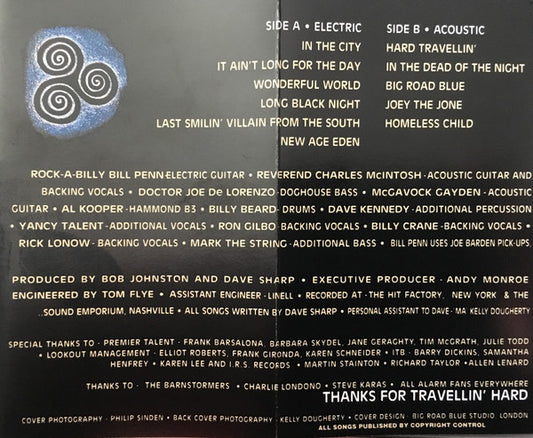 SIDE A • ELECTRIC
IN THE CITY
IT AIN'T LONG FOR THE DAY
WONDERFUL WORLD
LONG BLACK NIGHT
LAST SMILIN' VILLAIN FROM THE SOUTH
NEW AGE EDEN
SIDE B • ACOUSTIC
HARD TRAVELLIN'
IN THE DEAD OF THE NIGHT
BIG ROAD BLUE
JOEY THE JONE
HOMELESS CHILD
ROCK-A-BILLY BILL PENN-ELECTRIC GUITAR • REVEREND CHARLES McINTOSH-ACOUSTIC GUITAR AND
BACKING VOCALS • DOCTOR JOE De LORENZO-DOGHOUSE BASS • McGAVOCK GAYDEN-ACOUSTIC
GUITAR • AL KOOPER-HAMMOND B3 • BILLY BEARD-DRUMS • DAVE KENNEDY-ADDITIONAL PERCUSSION
• YANCY TALENT-ADDITIONAL VOCALS • RON GILBO-BACKING VOCALS • BILLY CRANE-BACKING VOCALS •
RICK LONOW-BACKING VOCALS • MARK THE STRING-ADDITIONAL BASS • BILL PENN USES JOE BARDEN PICK-UPS.
PRODUCED BY BOB JOHNSTON AND DAVE SHARP • EXECUTIVE PRODUCER - ANDY MONROE
ENGINEERED BY TOM FLYE • ASSISTANT ENGINEER-LINELL • RECORDED AT-THE HIT FACTORY, NEW YORK & THE
..SOUND EMPORIUM, NASHVILLE • ALL SONGS WRITTEN BY DAVE SHARP • PERSONAL ASSISTANT TO DAVE-MA KELLY DOUGHERTY
SPECIAL THANKS TO - PREMIER TALENT - FRANK BARSALONA, BARBARA SKYDEL, JANE GERAGHTY, TIM McGRATH, JULIE TODD
• LOOKOUT MANAGEMENT - ELLIOT ROBERTS, FRANK GIRONDA, KAREN SCHNEIDER • ITB - BARRY DICKINS, SAMANTHA
HENFREY • KAREN LEE AND I.R.S. RECORDS • MARTIN STAINTON • RICHARD TAYLOR • ALLEN LENARD
THANKS TO - THE BARNSTORMERS • CHARLIE LONDONO • STEVE KARAS • ALL ALARM FANS EVERYWHERE
THANKS FOR TRAVELLIN' HARD
COVER PHOTOGRAPHY - PHILIP SINDEN • BACK COVER PHOTOGRAPHY - KELLY DOUGHERTY • COVER DESIGN - BIG ROAD BLUE STUDIO, LONDON
ALL SONGS PUBLISHED BY COPYRIGHT CONTROL